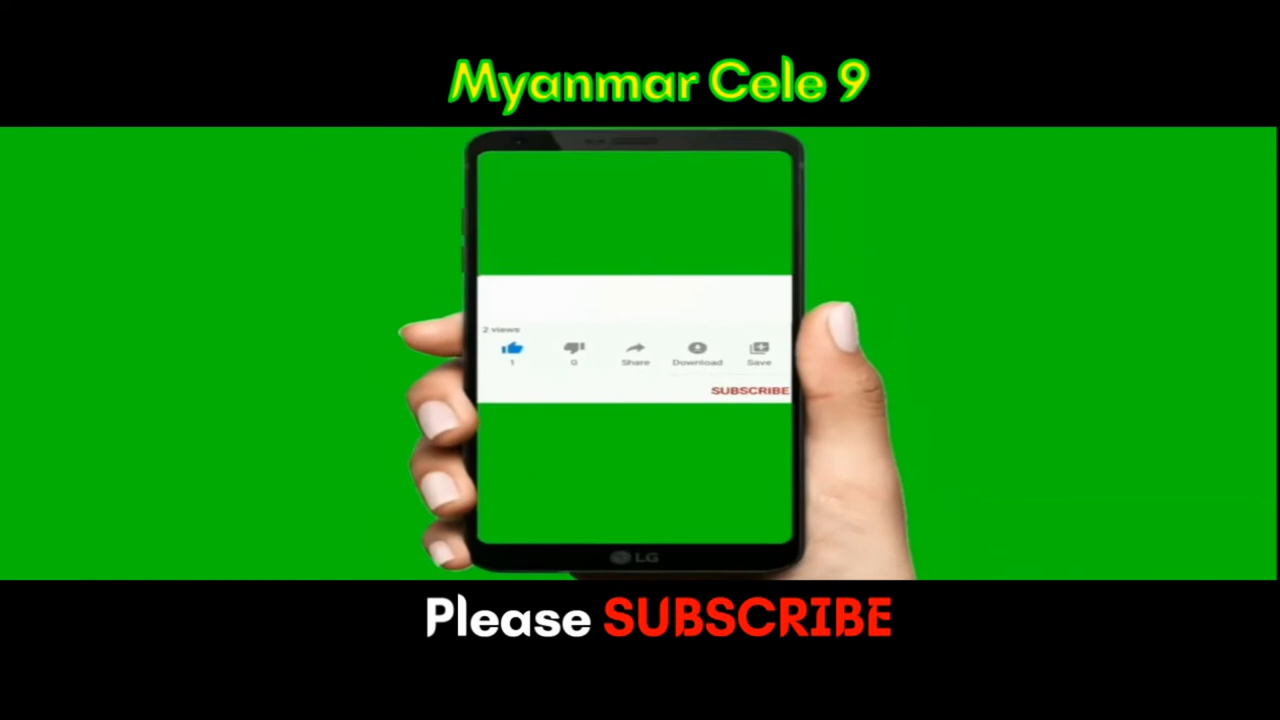 Myanmar Cele 9
2 views
1 0 Share Download Save
SUBSCRIBE
LG
Please SUBSCRIBE